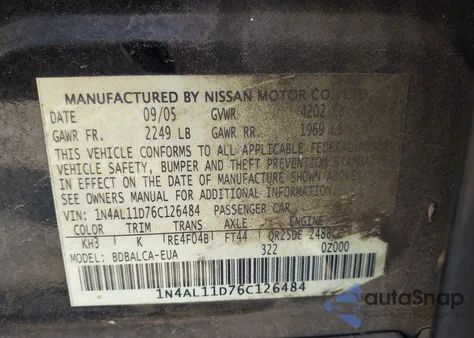 MANUFACTURED BY NISSAN MOTOR CO., LTD.
DATE 09/05 GVWR 4202
GAWR FR. 2249 LB GAWR RR. 1969 LB
THIS VEHICLE CONFORMS TO ALL APPLICABLE FEDERAL
VEHICLE SAFETY, BUMPER AND THEFT PREVENTION STANDARDS
IN EFFECT ON THE DATE OF MANUFACTURE SHOWN ABOVE.
SEE OWNERS MANUAL FOR ADDITIONAL INFORMATION.
VIN: 1N4AL11D76C126484 PASSENGER CAR
COLOR TRIM TRANS AXLE ENGINE
KH3 K RE4F04B FT44 QR25DE 2488CC
MODEL: BDBALCA-EUA 322 0Z000
1N4AL11D76C126484
autoSnap